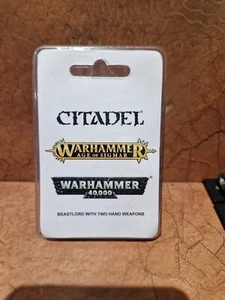 CITADEL
WARHAMMER
AGE OF SIGMAR
WARHAMMER
40,000
BEASTLORD WITH TWO HAND WEAPONS